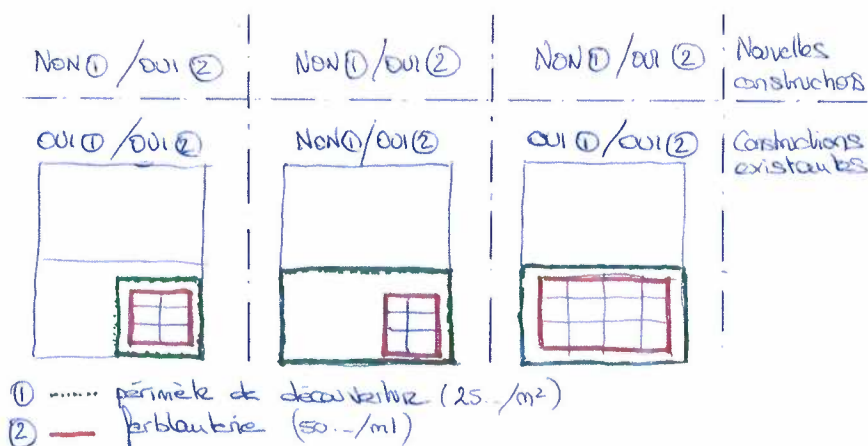 NON ① / OUI ② NON ① / OUI ② NON ① / OUI ② Nouvelles
constructions
OUI ① / OUI ② NON ① / OUI ② OUI ① / OUI ② Constructions
existantes
① ...... périmètre de découverture (25.-/m²)
② — ferblanterie (50.-/ml)